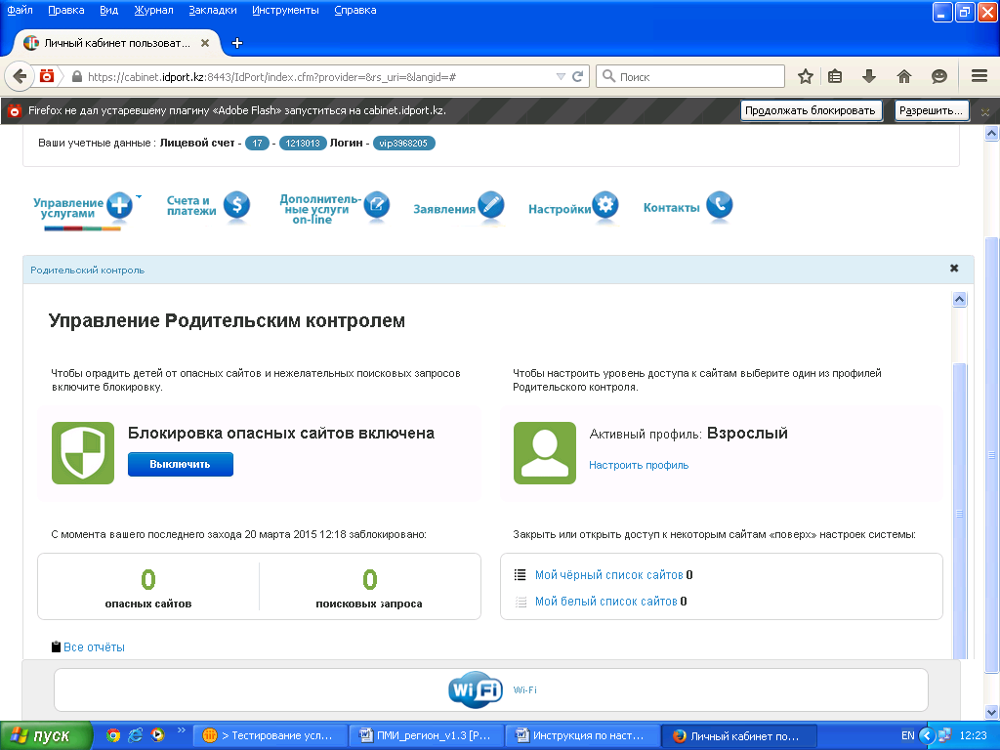 Файл Правка Вид Журнал Закладки Инструменты Справка
Личный кабинет пользоват...
https://cabinet.idport.kz:8443/IdPort/index.cfm?provider=&rs_uri=&langid=#
Поиск
Firefox не дал устаревшему плагину «Adobe Flash» запуститься на cabinet.idport.kz.
Продолжать блокировать
Разрешить...
Ваши учетные данные : Лицевой счет - 17 - 1213013 Логин - vip3968205
Управление
услугами
Счета и
платежи
Дополнитель-
ные услуги
on-line
Заявления
Настройки
Контакты
Родительский контроль
Управление Родительским контролем
Чтобы оградить детей от опасных сайтов и нежелательных поисковых запросов
включите блокировку.
Чтобы настроить уровень доступа к сайтам выберите один из профилей
Родительского контроля.
Блокировка опасных сайтов включена
Выключить
Активный профиль: Взрослый
Настроить профиль
С момента вашего последнего захода 20 марта 2015 12:18 заблокировано:
0
опасных сайтов
0
поисковых запроса
Закрыть или открыть доступ к некоторым сайтам «поверх» настроек системы:
Мой чёрный список сайтов 0
Мой белый список сайтов 0
Все отчёты
Wi Fi
Wi-Fi
пуск
> Тестирование усл...
ПМИ_регион_v1.3 [Р...
Инструкция по наст...
Личный кабинет по...
EN
12:23